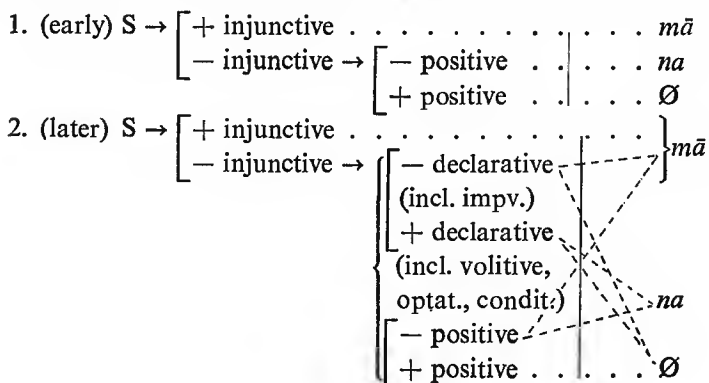 1. (early) S → [ + injunctive . . . . . . . . . . . . . . mā
− injunctive → [ − positive . . . . . . na
+ positive . . . . . . Ø
2. (later) S → [ + injunctive . . . . . . . . . . . . . .
− injunctive → { [ − declarative } mā
(incl. impv.)
+ declarative
(incl. volitive,
optat., condit.) na
[ − positive
+ positive . . . . . . Ø